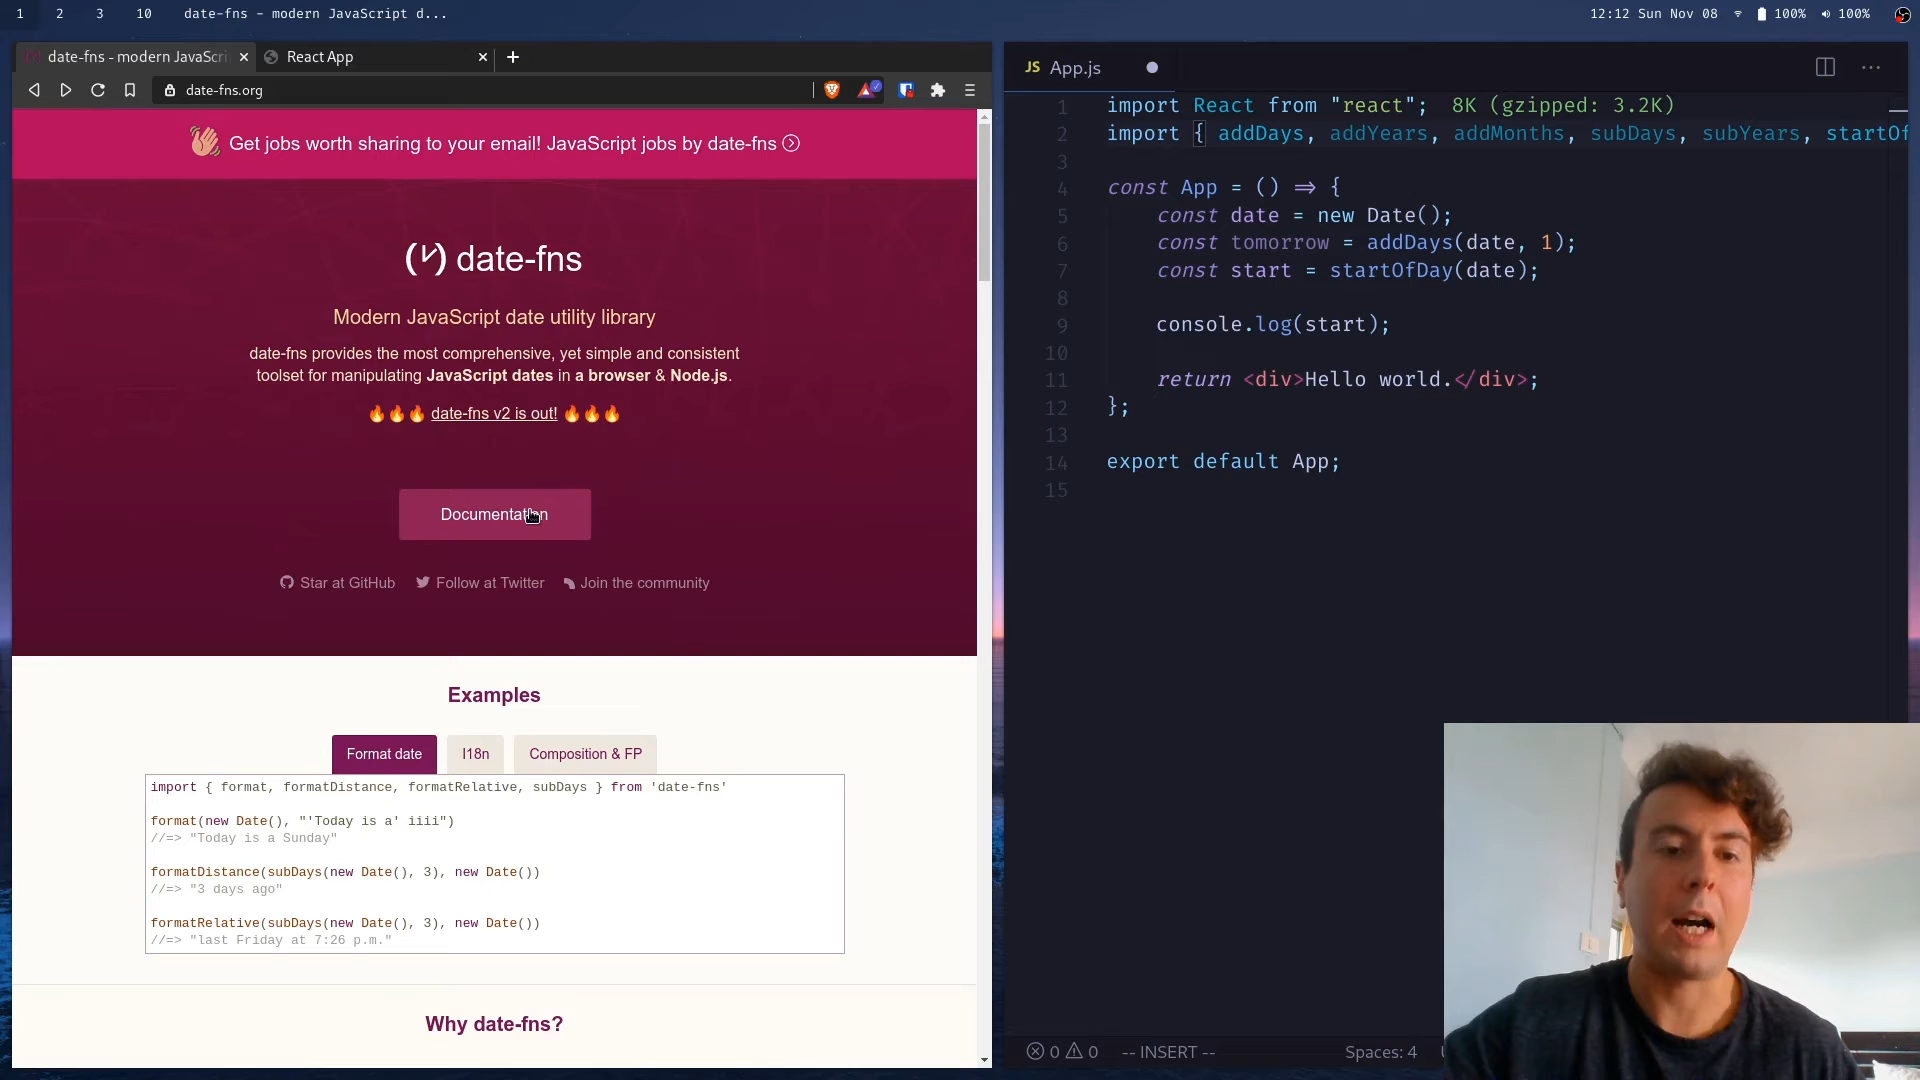 1 2 3 10 date-fns - modern JavaScript d...
12:12 Sun Nov 08 100% 100%
date-fns - modern JavaScri
React App
date-fns.org
Get jobs worth sharing to your email! JavaScript jobs by date-fns
date-fns
Modern JavaScript date utility library
date-fns provides the most comprehensive, yet simple and consistent
toolset for manipulating JavaScript dates in a browser & Node.js.
🔥🔥🔥 date-fns v2 is out! 🔥🔥🔥
Documentation
Star at GitHub Follow at Twitter Join the community
Examples
Format date I18n Composition & FP
import { format, formatDistance, formatRelative, subDays } from 'date-fns'
format(new Date(), "'Today is a' iiii")
//=> "Today is a Sunday"
formatDistance(subDays(new Date(), 3), new Date())
//=> "3 days ago"
formatRelative(subDays(new Date(), 3), new Date())
//=> "last Friday at 7:26 p.m."
Why date-fns?
JS App.js
1 import React from "react"; 8K (gzipped: 3.2K)
2 import { addDays, addYears, addMonths, subDays, subYears, startOf
3
4 const App = () => {
5 const date = new Date();
6 const tomorrow = addDays(date, 1);
7 const start = startOfDay(date);
8
9 console.log(start);
10
11 return <div>Hello world.</div>;
12 };
13
14 export default App;
15
0 0 -- INSERT -- Spaces: 4